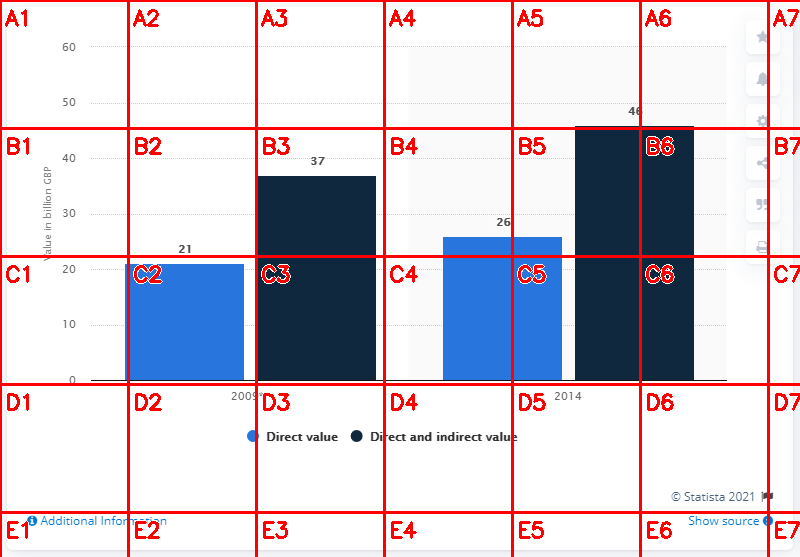 60
50
40
30
20
10
0
Value in billion GBP
21
37
26
46
2009*
2014
Direct value
Direct and indirect value
© Statista 2021
Additional Information
Show source
A1 A2 A3 A4 A5 A6 A7
B1 B2 B3 B4 B5 B6 B7
C1 C2 C3 C4 C5 C6 C7
D1 D2 D3 D4 D5 D6 D7
E1 E2 E3 E4 E5 E6 E7